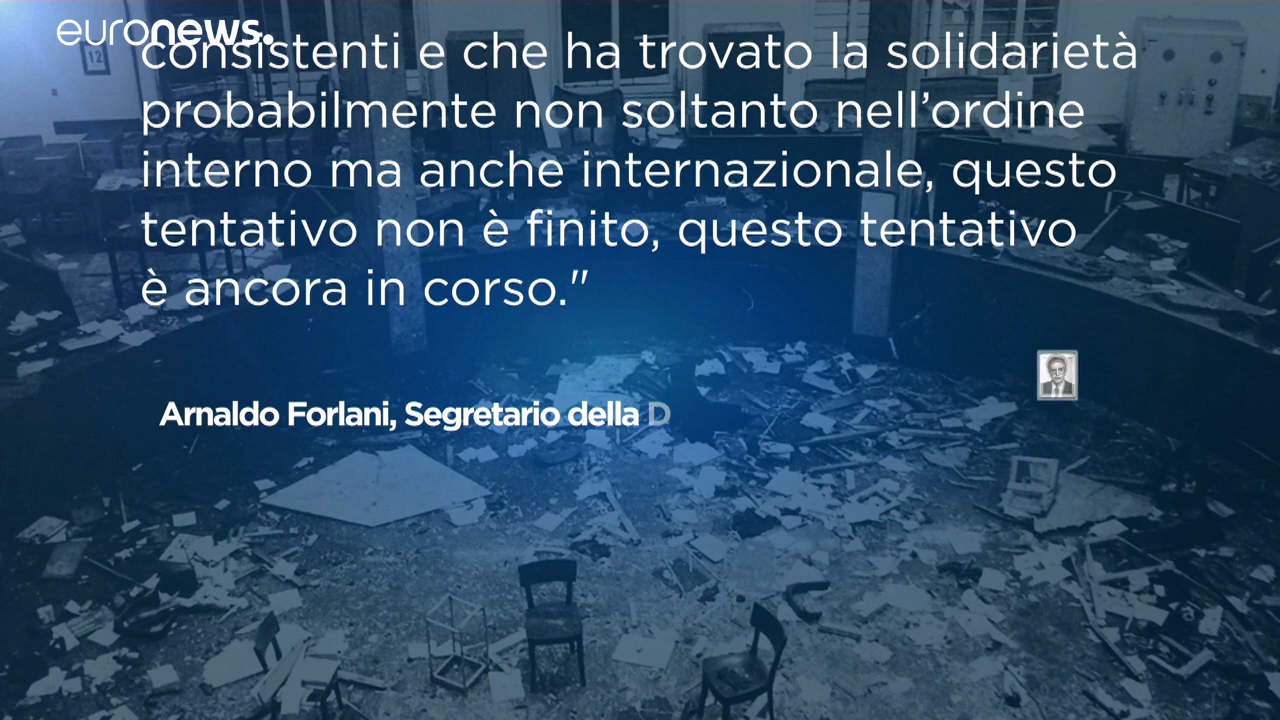 euronews.
12
consistenti e che ha trovato la solidarietà
probabilmente non soltanto nell’ordine
interno ma anche internazionale, questo
tentativo non è finito, questo tentativo
è ancora in corso."
Arnaldo Forlani, Segretario della D